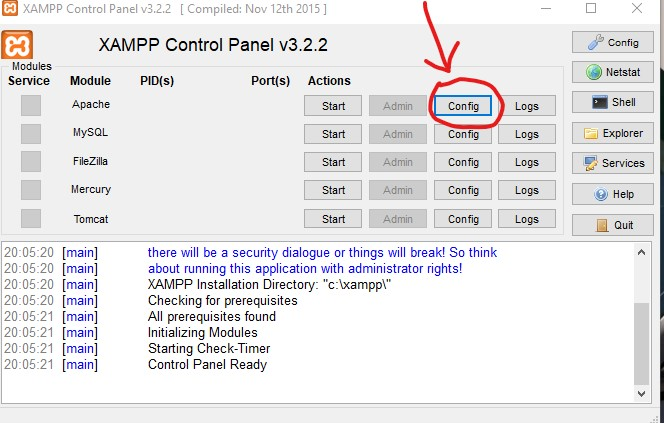 XAMPP Control Panel v3.2.2 [ Compiled: Nov 12th 2015 ]
XAMPP Control Panel v3.2.2
Config
Modules
Service Module PID(s) Port(s) Actions
Netstat
Apache Start Admin Config Logs
Shell
MySQL Start Admin Config Logs
Explorer
FileZilla Start Admin Config Logs
Services
Mercury Start Admin Config Logs
Help
Tomcat Start Admin Config Logs
Quit
20:05:20 [main] there will be a security dialogue or things will break! So think
20:05:20 [main] about running this application with administrator rights!
20:05:20 [main] XAMPP Installation Directory: "c:\xampp\"
20:05:20 [main] Checking for prerequisites
20:05:21 [main] All prerequisites found
20:05:21 [main] Initializing Modules
20:05:21 [main] Starting Check-Timer
20:05:21 [main] Control Panel Ready